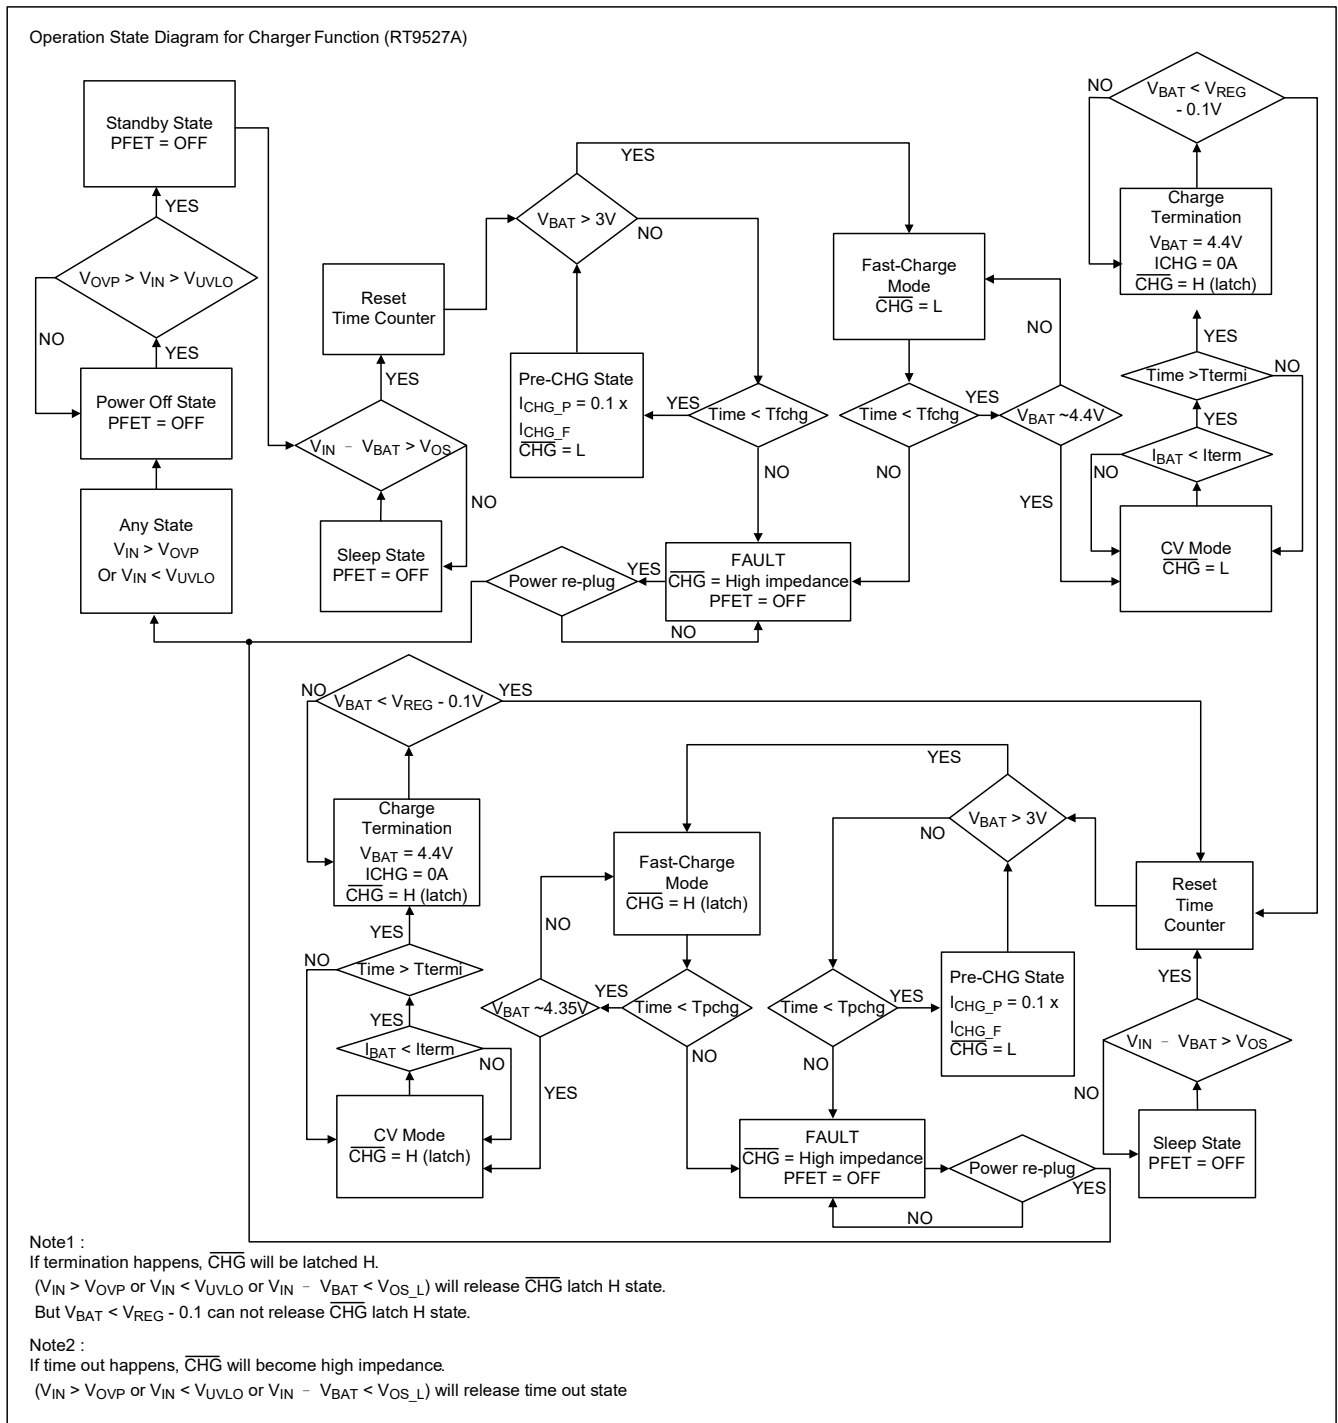 Operation State Diagram for Charger Function (RT9527A)
Standby State
PFET = OFF
YES
VOVP > VIN > VUVLO
NO
YES
Power Off State
PFET = OFF
Any State
VIN > VOVP
Or VIN < VUVLO
Reset
Time Counter
YES
VIN – VBAT > VOS
NO
Sleep State
PFET = OFF
YES
VBAT > 3V
NO
Pre-CHG State
ICHG_P = 0.1 x
ICHG_F
CHG = L
YES
Time < Tfchg
NO
Power re-plug
YES
NO
FAULT
CHG = High impedance
PFET = OFF
Fast-Charge
Mode
CHG = L
Time < Tfchg
YES
NO
NO
VBAT ~4.4V
YES
NO
VBAT < VREG
- 0.1V
Charge
Termination
VBAT = 4.4V
ICHG = 0A
CHG = H (latch)
YES
Time >Ttermi
NO
YES
IBAT < Iterm
NO
CV Mode
CHG = L
NO
VBAT < VREG - 0.1V
YES
Charge
Termination
VBAT = 4.4V
ICHG = 0A
CHG = H (latch)
YES
NO
Time > Ttermi
YES
IBAT < Iterm
NO
CV Mode
CHG = H (latch)
YES
Fast-Charge
Mode
CHG = H (latch)
NO
VBAT ~4.35V
YES
Time < Tpchg
YES
NO
VBAT > 3V
NO
Time < Tpchg
YES
NO
Pre-CHG State
ICHG_P = 0.1 x
ICHG_F
CHG = L
Reset
Time
Counter
YES
VIN – VBAT > VOS
NO
Sleep State
PFET = OFF
FAULT
CHG = High impedance
PFET = OFF
Power re-plug
YES
NO
Note1 :
If termination happens, CHG will be latched H.
(VIN > VOVP or VIN < VUVLO or VIN – VBAT < VOS_L) will release CHG latch H state.
But VBAT < VREG - 0.1 can not release CHG latch H state.
Note2 :
If time out happens, CHG will become high impedance.
(VIN > VOVP or VIN < VUVLO or VIN – VBAT < VOS_L) will release time out state